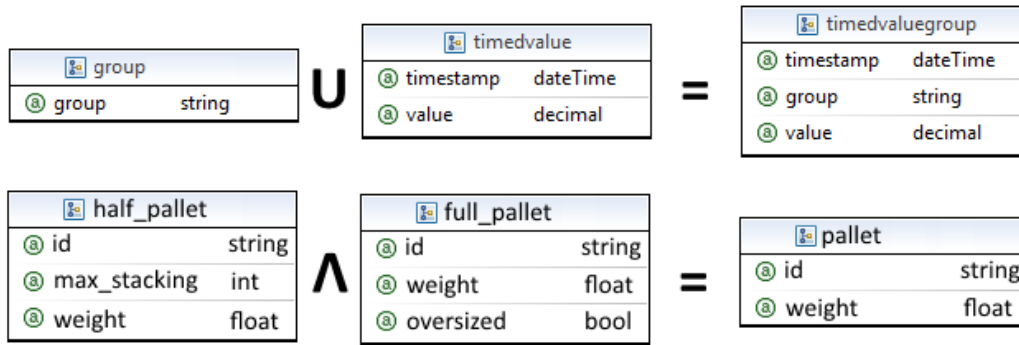 group
group string
U
timedvalue
timestamp dateTime
value decimal
=
timedvaluegroup
timestamp dateTime
group string
value decimal
half_pallet
id string
max_stacking int
weight float
Λ
full_pallet
id string
weight float
oversized bool
=
pallet
id string
weight float